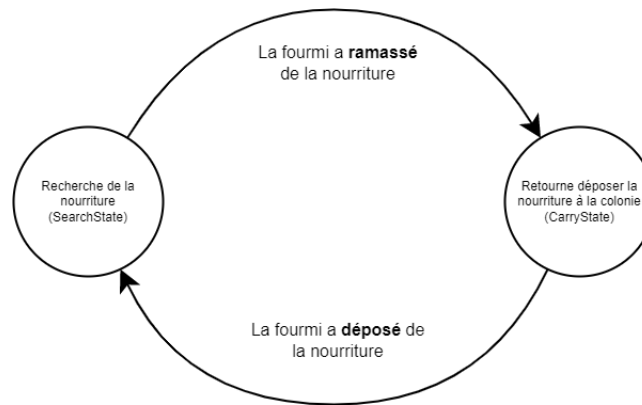 La fourmi a ramassé
de la nourriture
Recherche de la
nourriture
(SearchState)
Retourne déposer la
nourriture à la colonie
(CarryState)
La fourmi a déposé de
la nourriture